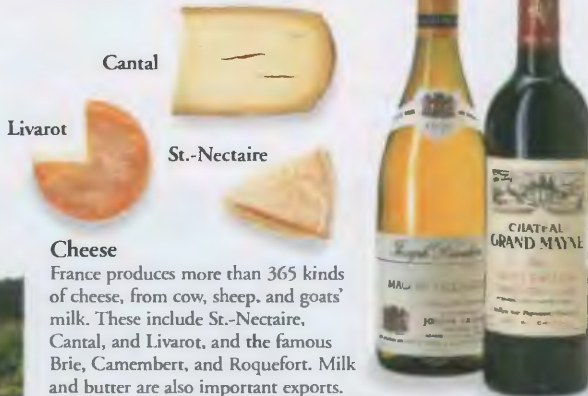 Cantal
Livarot
St.-Nectaire
Cheese
France produces more than 365 kinds
of cheese, from cow, sheep, and goats'
milk. These include St.-Nectaire,
Cantal, and Livarot, and the famous
Brie, Camembert, and Roquefort. Milk
and butter are also important exports.
Joseph
CHATEAU
GRAND MAYNE